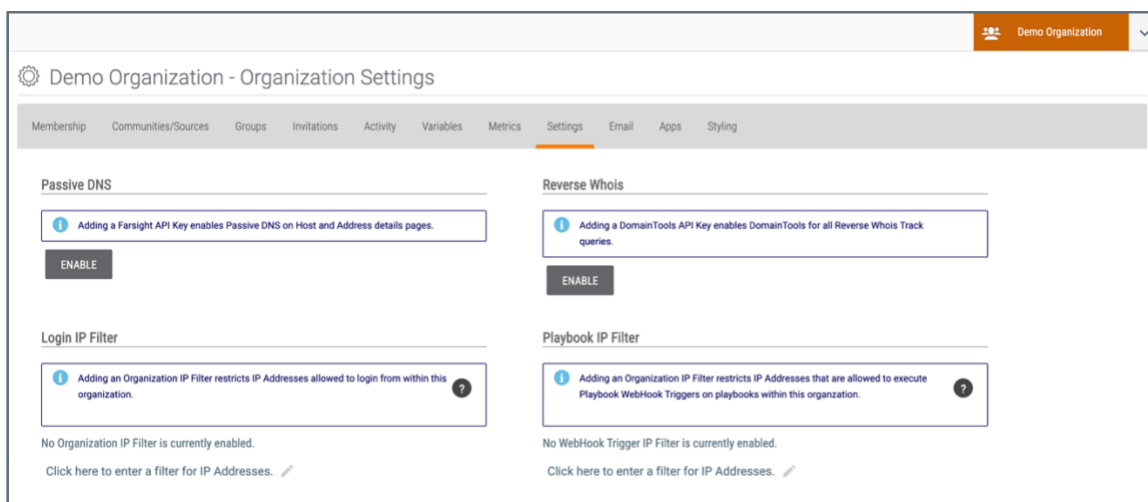 Demo Organization
Demo Organization - Organization Settings
Membership Communities/Sources Groups Invitations Activity Variables Metrics Settings Email Apps Styling
Passive DNS
Adding a Farsight API Key enables Passive DNS on Host and Address details pages.
ENABLE
Reverse Whois
Adding a DomainTools API Key enables DomainTools for all Reverse Whois Track
queries.
ENABLE
Login IP Filter
Adding an Organization IP Filter restricts IP Addresses allowed to login from within this
organization.
?
No Organization IP Filter is currently enabled.
Click here to enter a filter for IP Addresses.
Playbook IP Filter
Adding an Organization IP Filter restricts IP Addresses that are allowed to execute
Playbook WebHook Triggers on playbooks within this organzation.
?
No WebHook Trigger IP Filter is currently enabled.
Click here to enter a filter for IP Addresses.